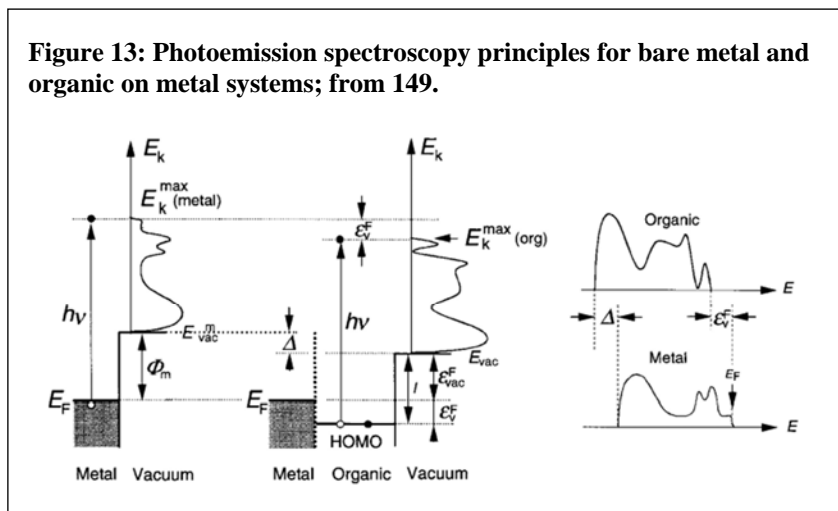 Figure 13: Photoemission spectroscopy principles for bare metal and
organic on metal systems; from 149.
E_k
E_k^max (metal)
hν
E_vac^m
Φ_m
E_F
Metal Vacuum
E_k
ε_v^F
E_k^max (org)
hν
Δ
E_vac
I
ε_vac^F
E_F
ε_v^F
HOMO
Metal Organic Vacuum
Organic
E
Δ
ε_v^F
Metal
E_F
E